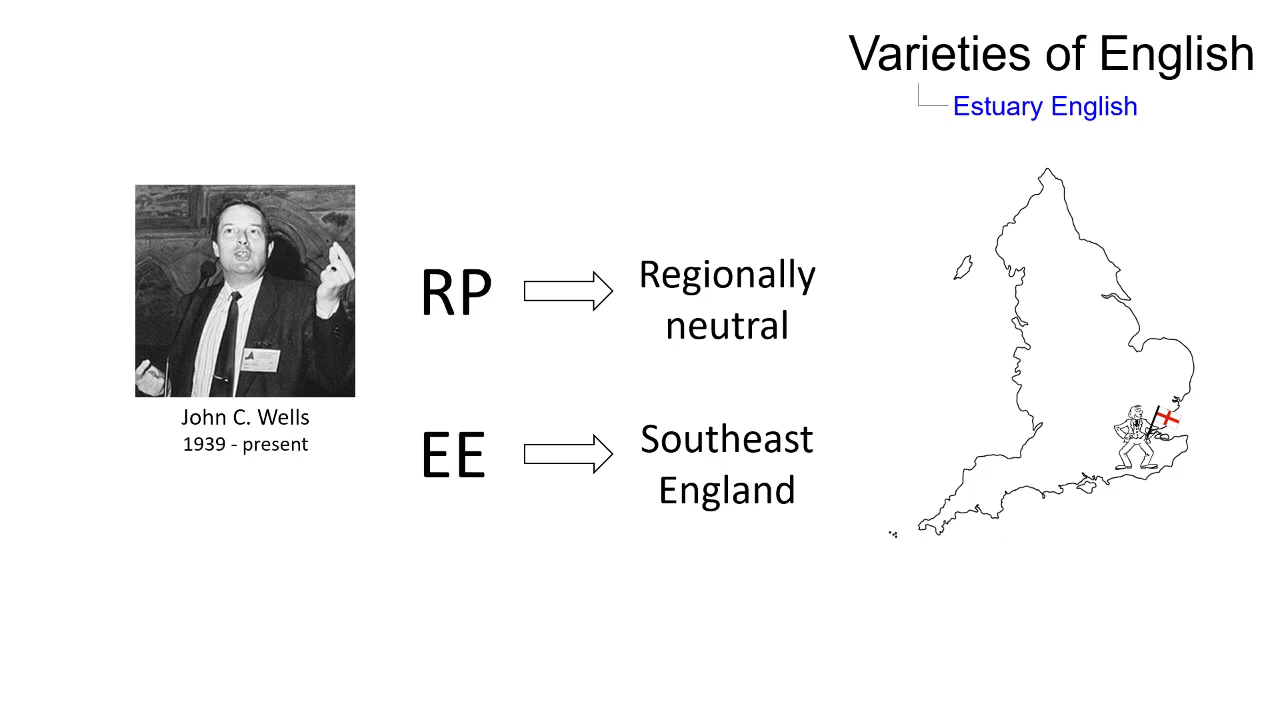 Varieties of English
Estuary English
John C. Wells
1939 - present
RP
Regionally
neutral
EE
Southeast
England